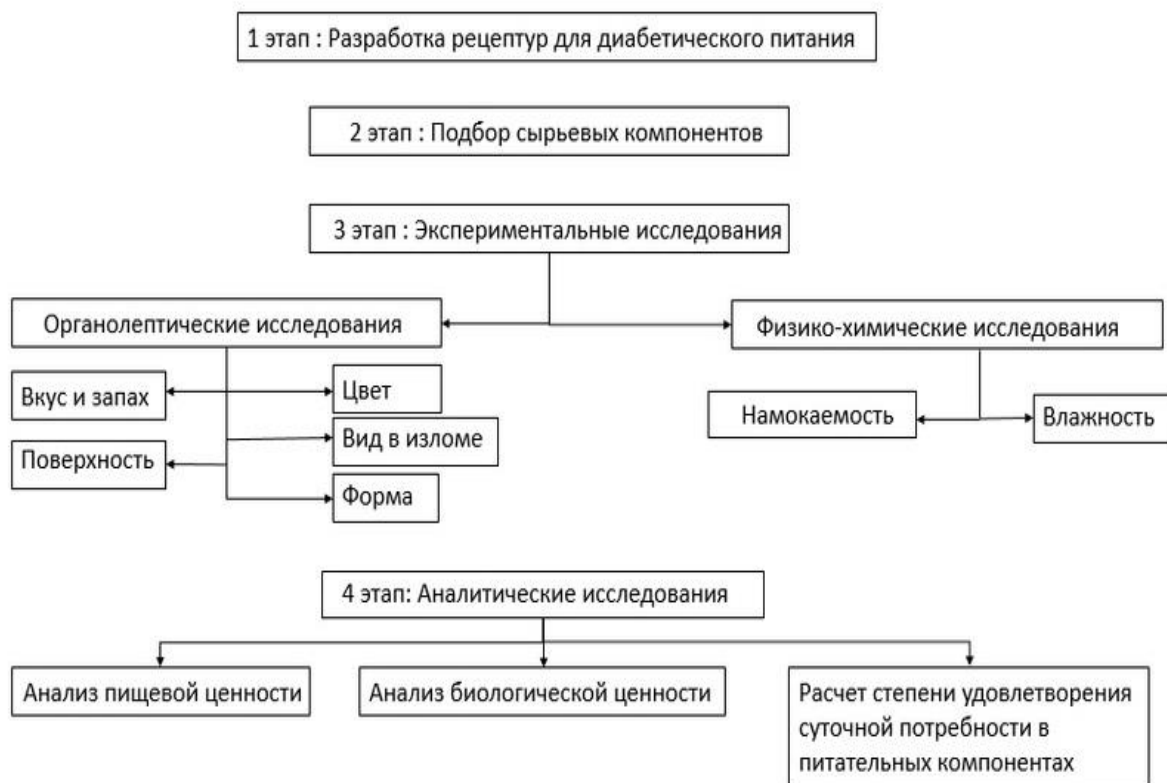 1 этап : Разработка рецептур для диабетического питания
2 этап : Подбор сырьевых компонентов
3 этап : Экспериментальные исследования
Органолептические исследования
Физико-химические исследования
Вкус и запах
Цвет
Намокаемость
Влажность
Вид в изломе
Поверхность
Форма
4 этап: Аналитические исследования
Анализ пищевой ценности
Анализ биологической ценности
Расчет степени удовлетворения
суточной потребности в
питательных компонентах